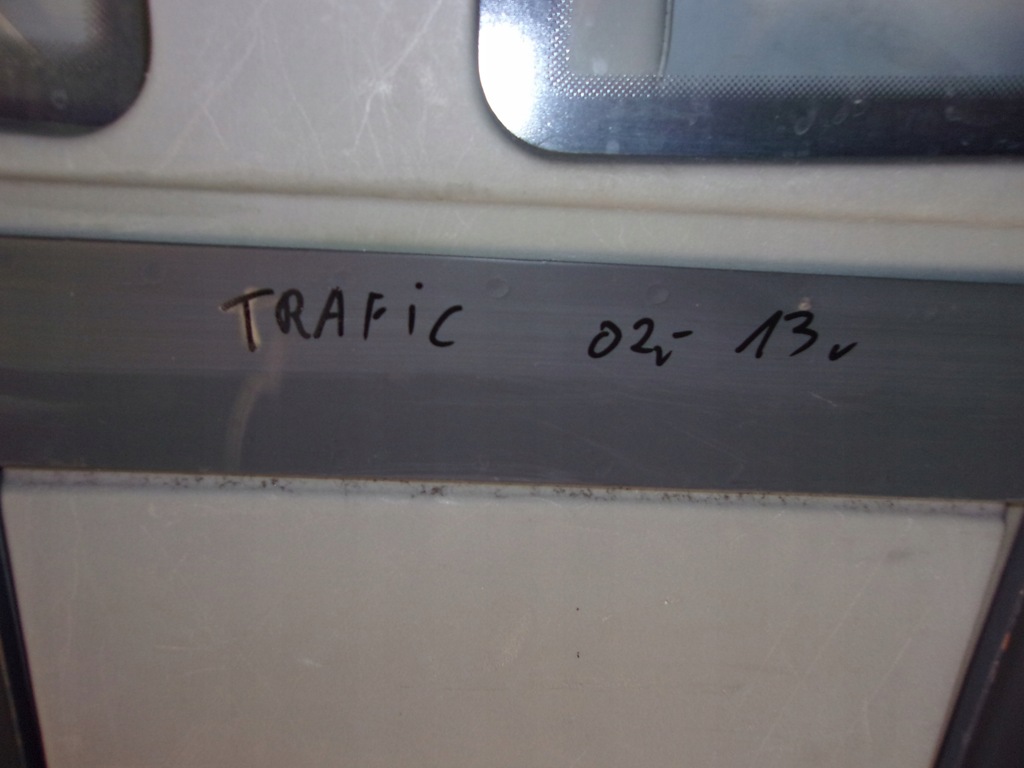 TRAFiC 02,- 13,